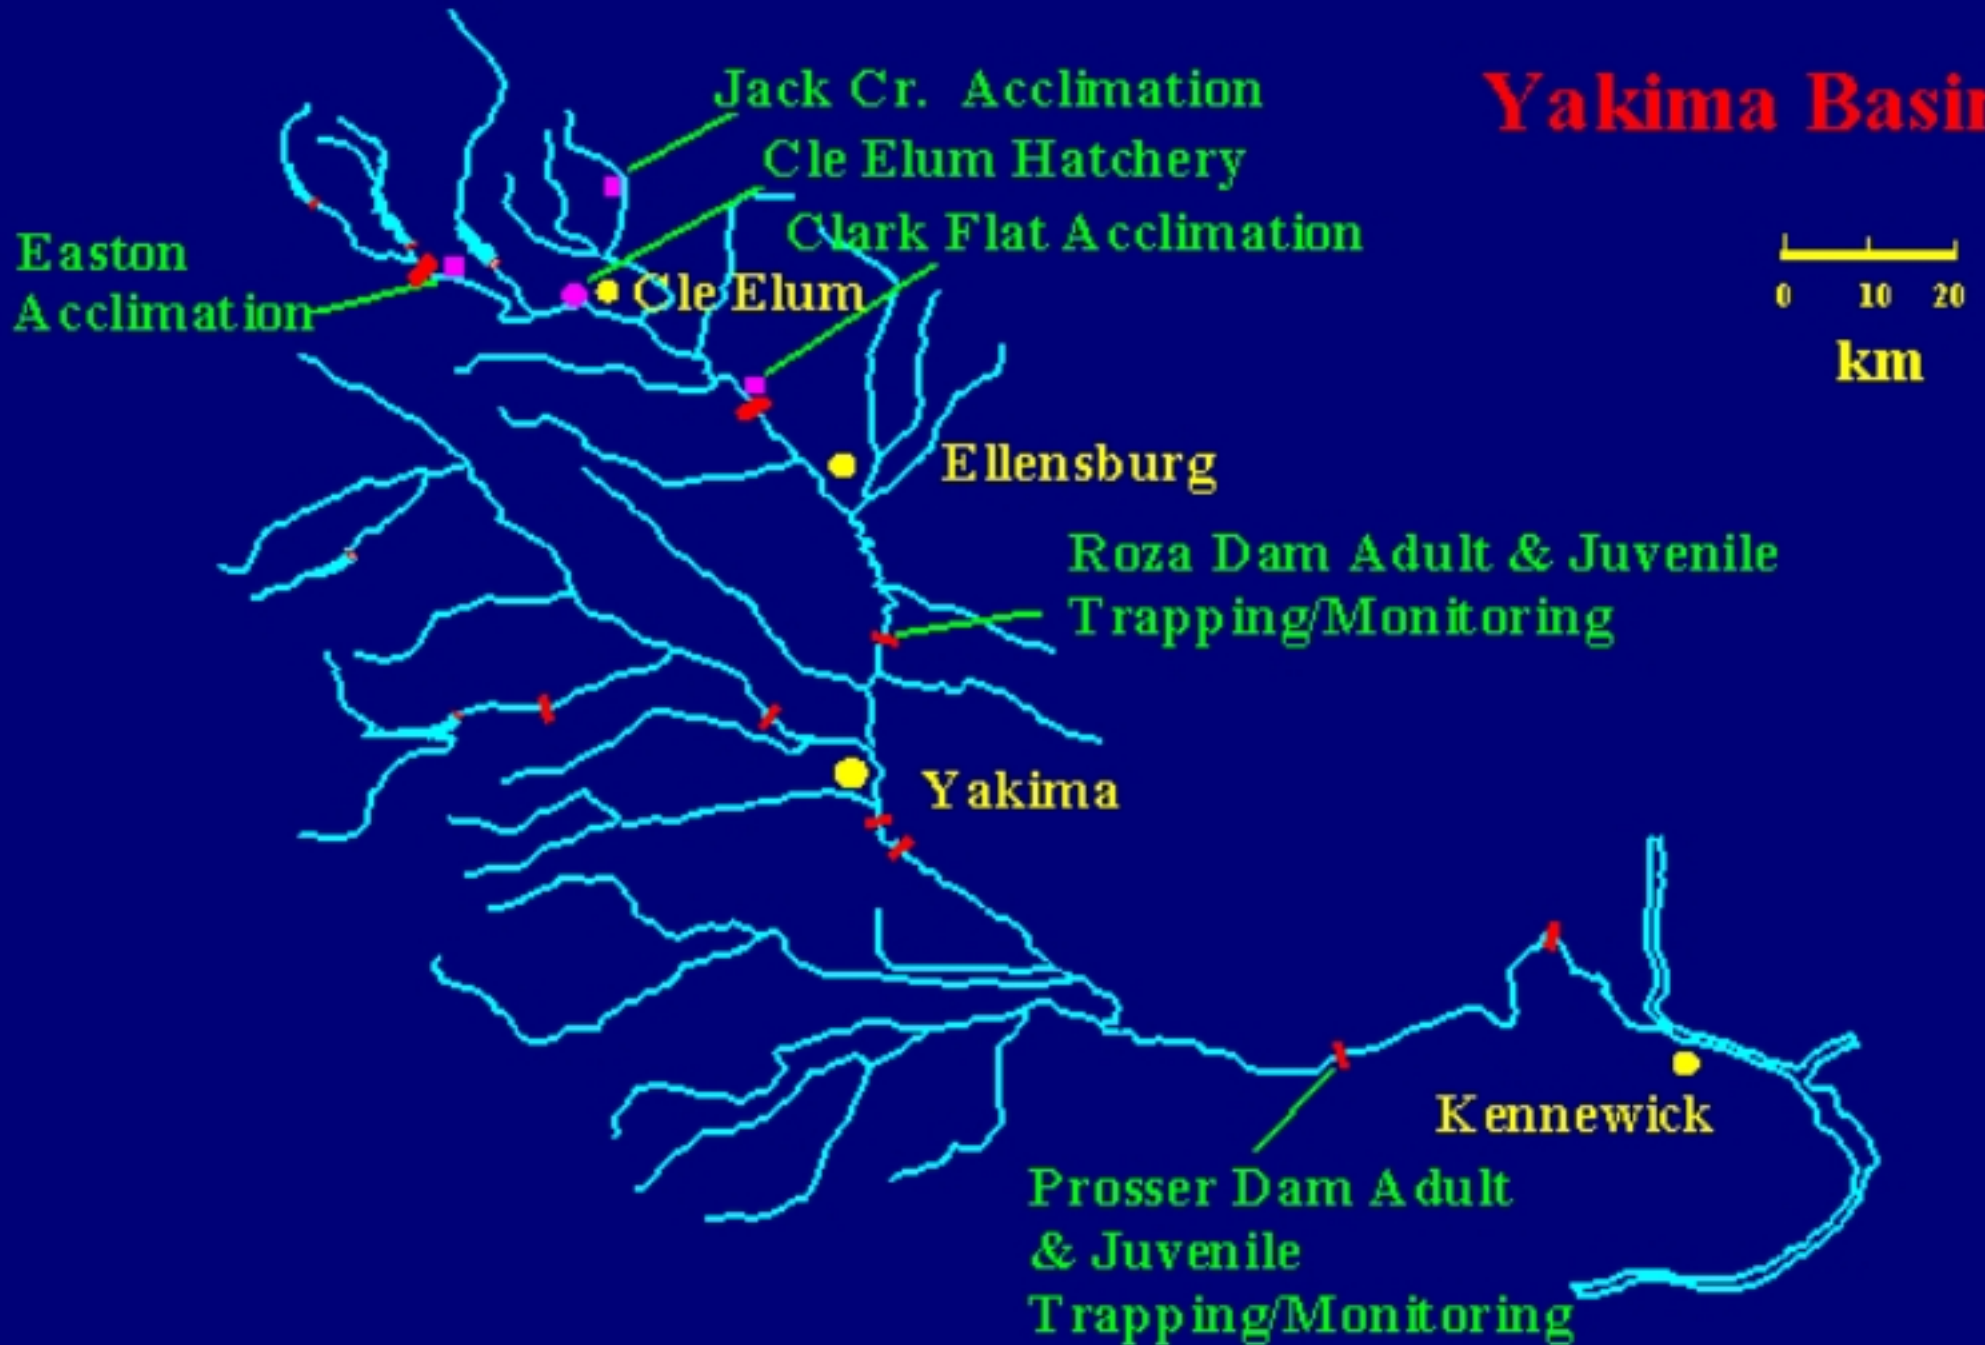 Jack Cr. Acclimation
Yakima Basin
Cle Elum Hatchery
Clark Flat Acclimation
Easton
Acclimation
Cle Elum
0 10 20
km
Ellensburg
Roza Dam Adult & Juvenile
Trapping/Monitoring
Yakima
Kennewick
Prosser Dam Adult
& Juvenile
Trapping/Monitoring